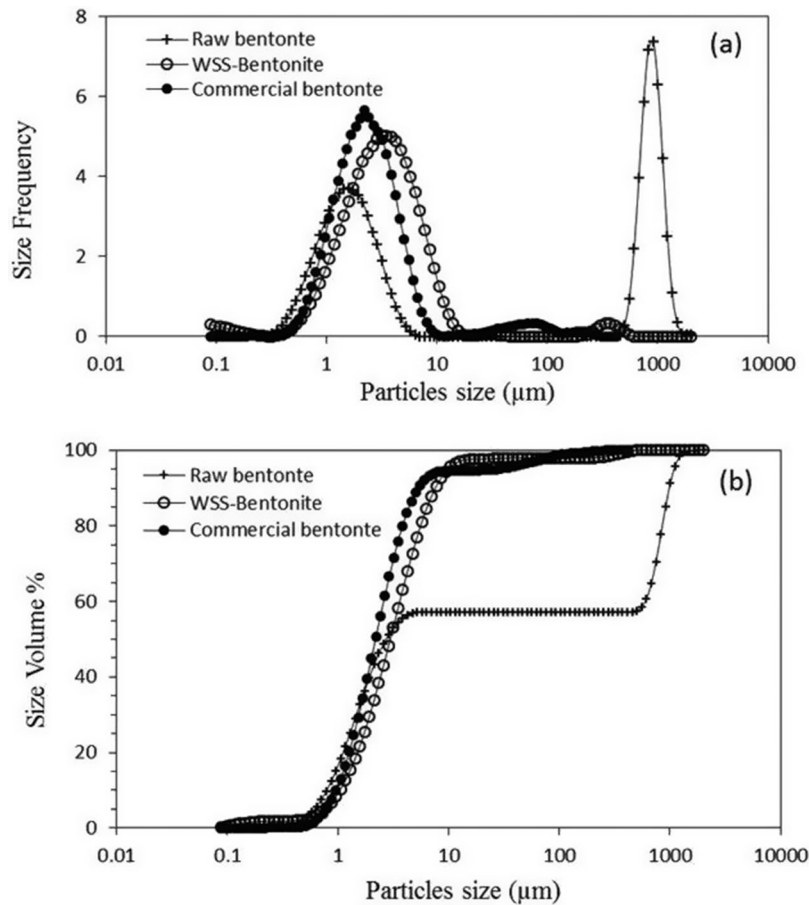 8
6
4
2
0
Size Frequency
Raw bentonte
WSS-Bentonite
Commercial bentonte
(a)
0.01
0.1
1
10
100
1000
10000
Particles size (µm)
100
80
60
40
20
0
Size Volume %
Raw bentonte
WSS-Bentonite
Commercial bentonte
(b)
0.01
0.1
1
10
100
1000
10000
Particles size (µm)